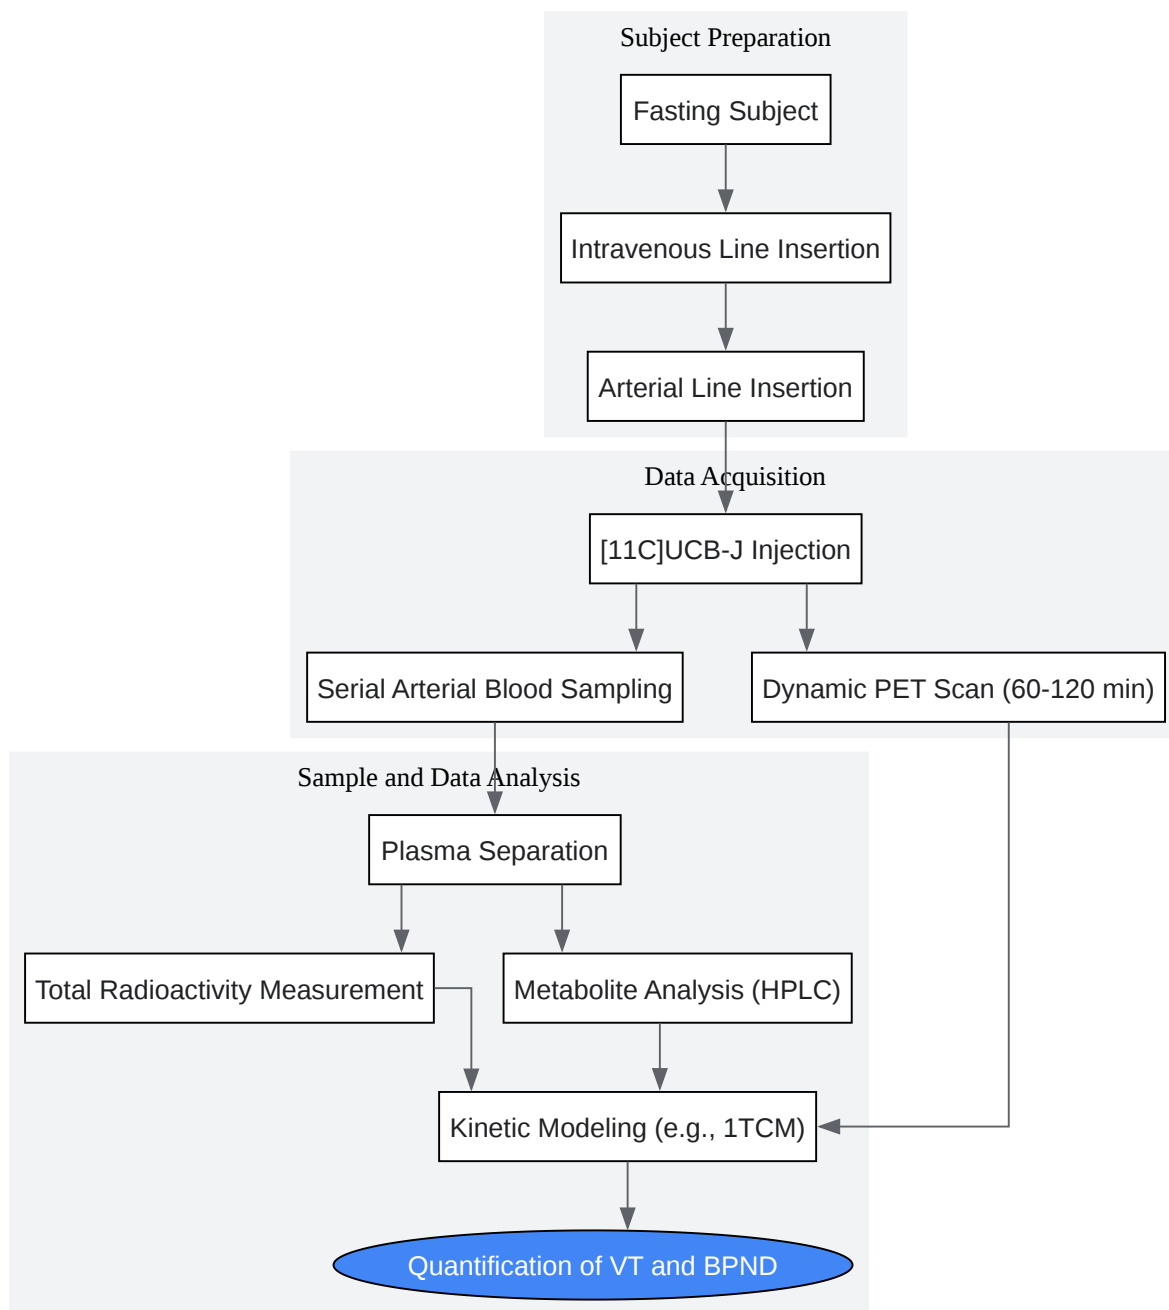 Subject Preparation
Fasting Subject
Intravenous Line Insertion
Arterial Line Insertion
Data Acquisition
[11C]UCB-J Injection
Serial Arterial Blood Sampling
Dynamic PET Scan (60-120 min)
Sample and Data Analysis
Plasma Separation
Total Radioactivity Measurement
Metabolite Analysis (HPLC)
Kinetic Modeling (e.g., 1TCM)
Quantification of VT and BPND